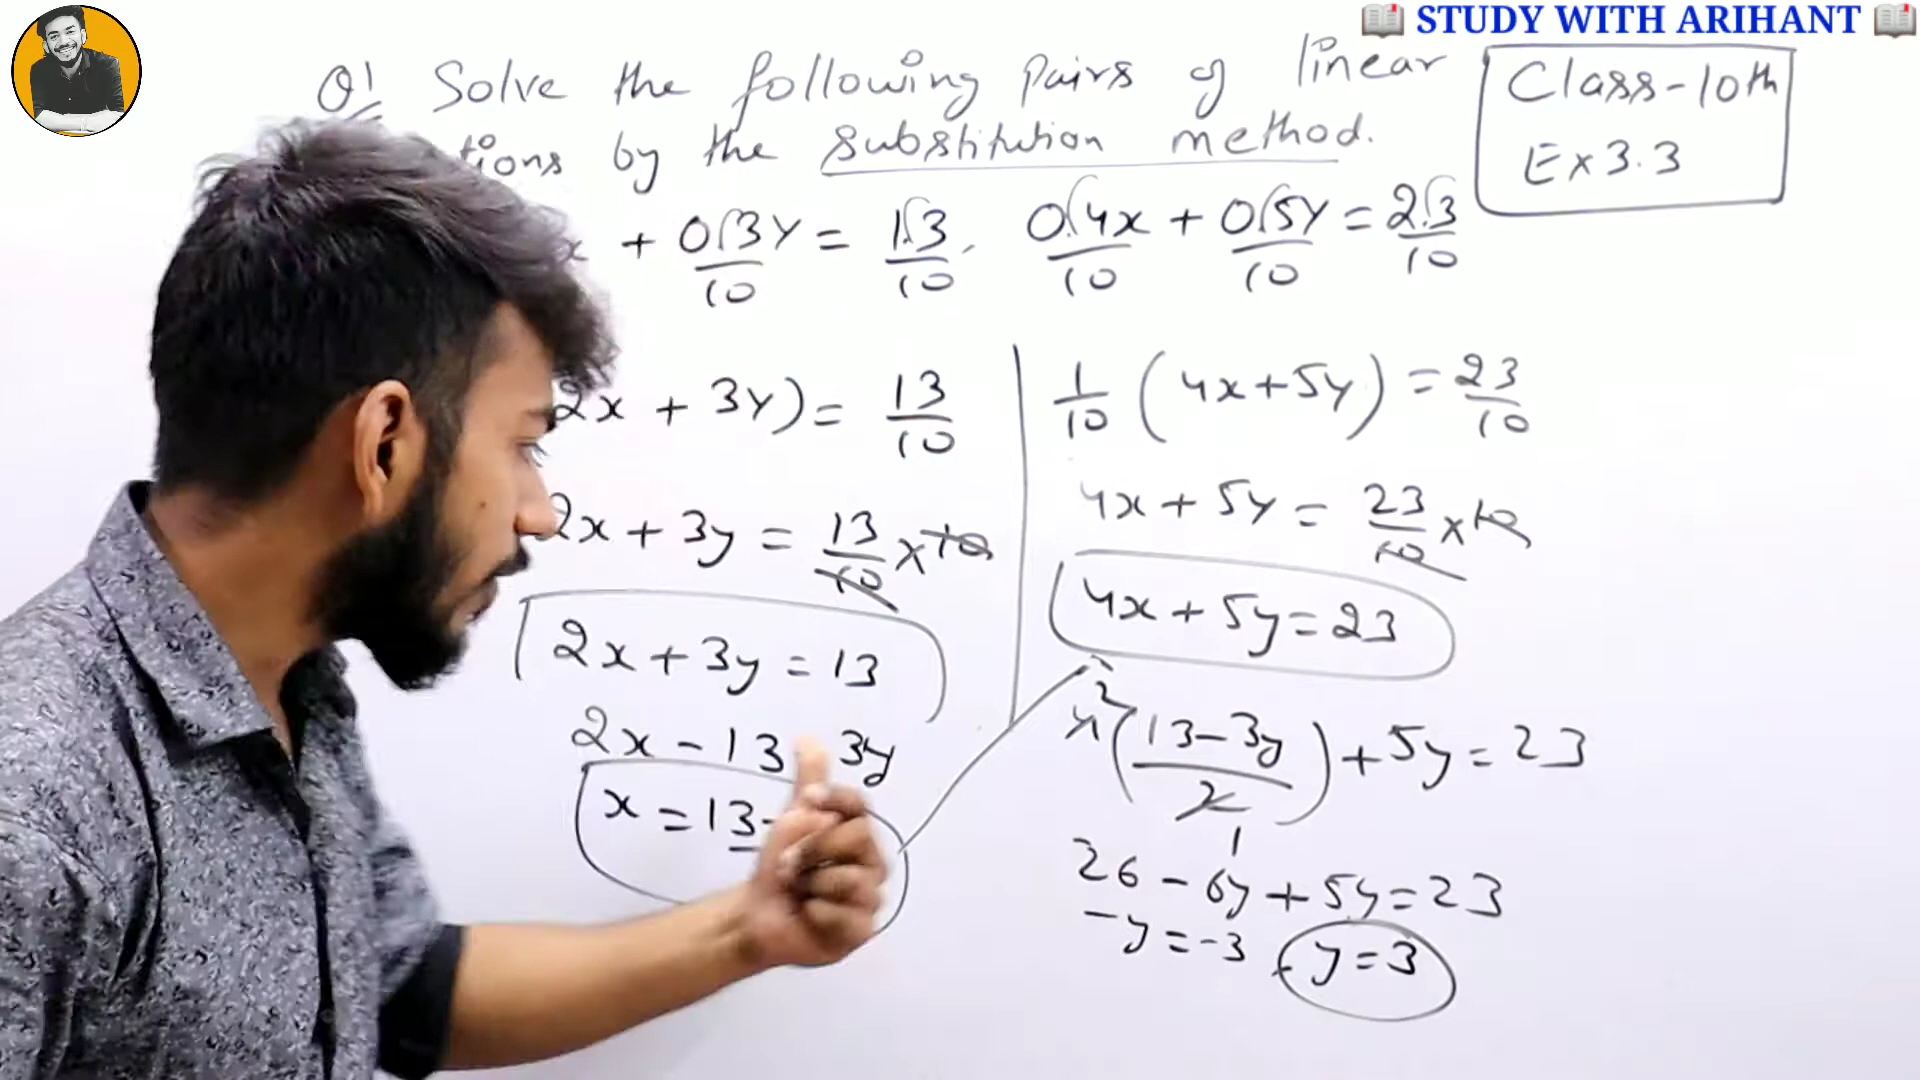 📖 STUDY WITH ARIHANT 📖
Q1 Solve the following Pairs of linear
tions by the substitution method.
Class-10th
Ex 3.3
x + 0.3y/10 = 1.3/10, 0.4x/10 + 0.5y/10 = 2.3/10
2x + 3y) = 13/10
2x + 3y = 13/10 x 10
2x + 3y = 13
2x - 13 3y
x = 13-
1/10 (4x+5y) = 23/10
4x + 5y = 23/10 x 10
4x + 5y = 23
4² (13-3y/2) + 5y = 23
1
26 - 6y + 5y = 23
-y = -3 y = 3